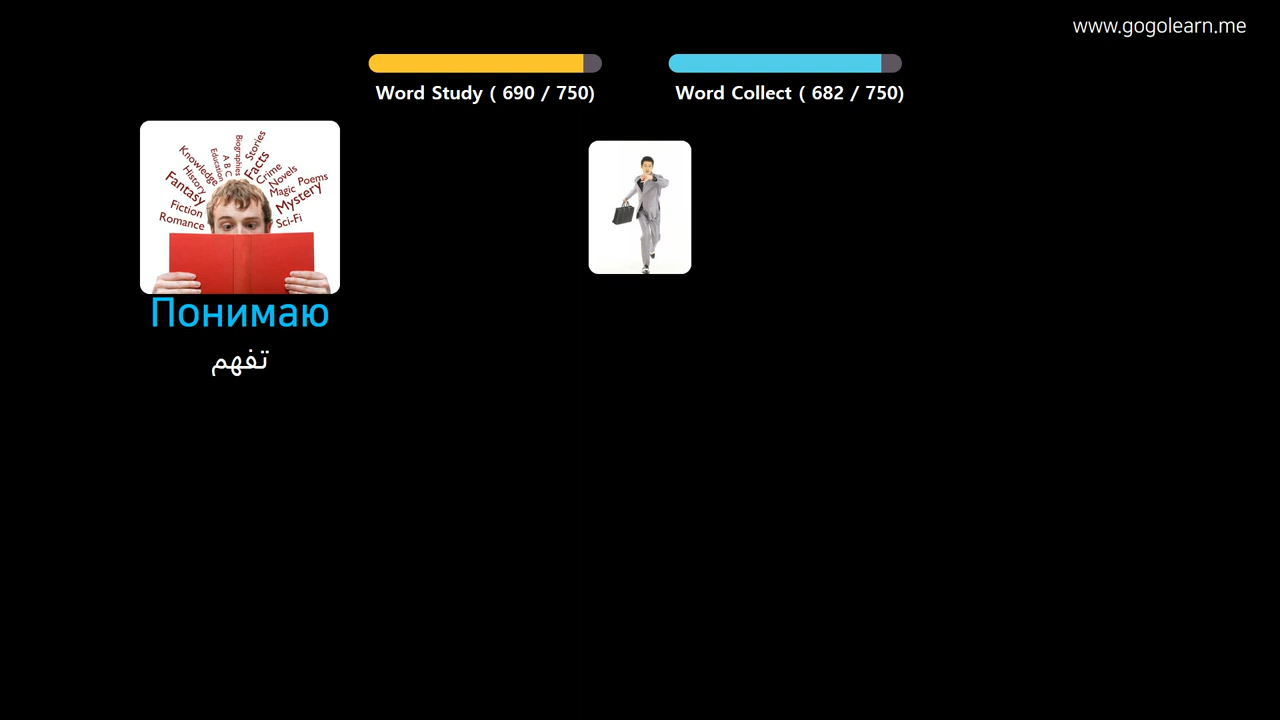 www.gogolearn.me
Word Study ( 690 / 750)
Word Collect ( 682 / 750)
Knowledge
History
Education
A B C
Biographies
Stories
Facts
Crime
Novels
Magic
Poems
Mystery
Fantasy
Fiction
Romance
Sci-Fi
Понимаю
تفهم